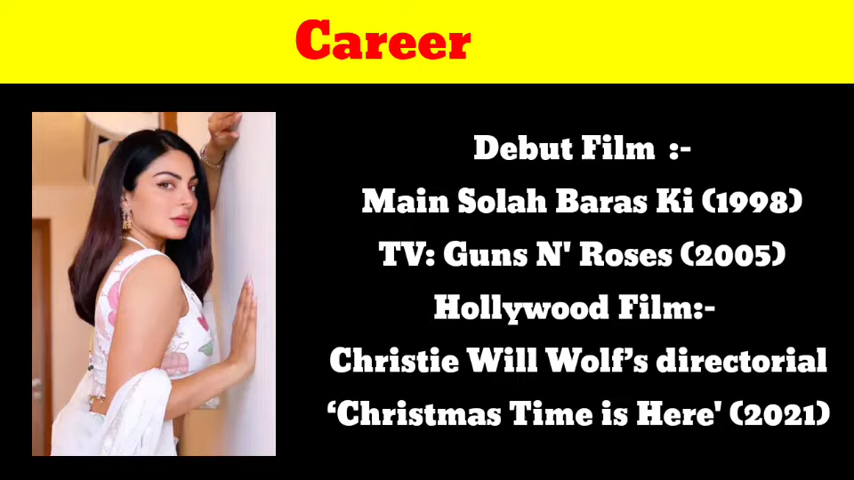 Career
Debut Film :-
Main Solah Baras Ki (1998)
TV: Guns N' Roses (2005)
Hollywood Film:-
Christie Will Wolf’s directorial
‘Christmas Time is Here' (2021)